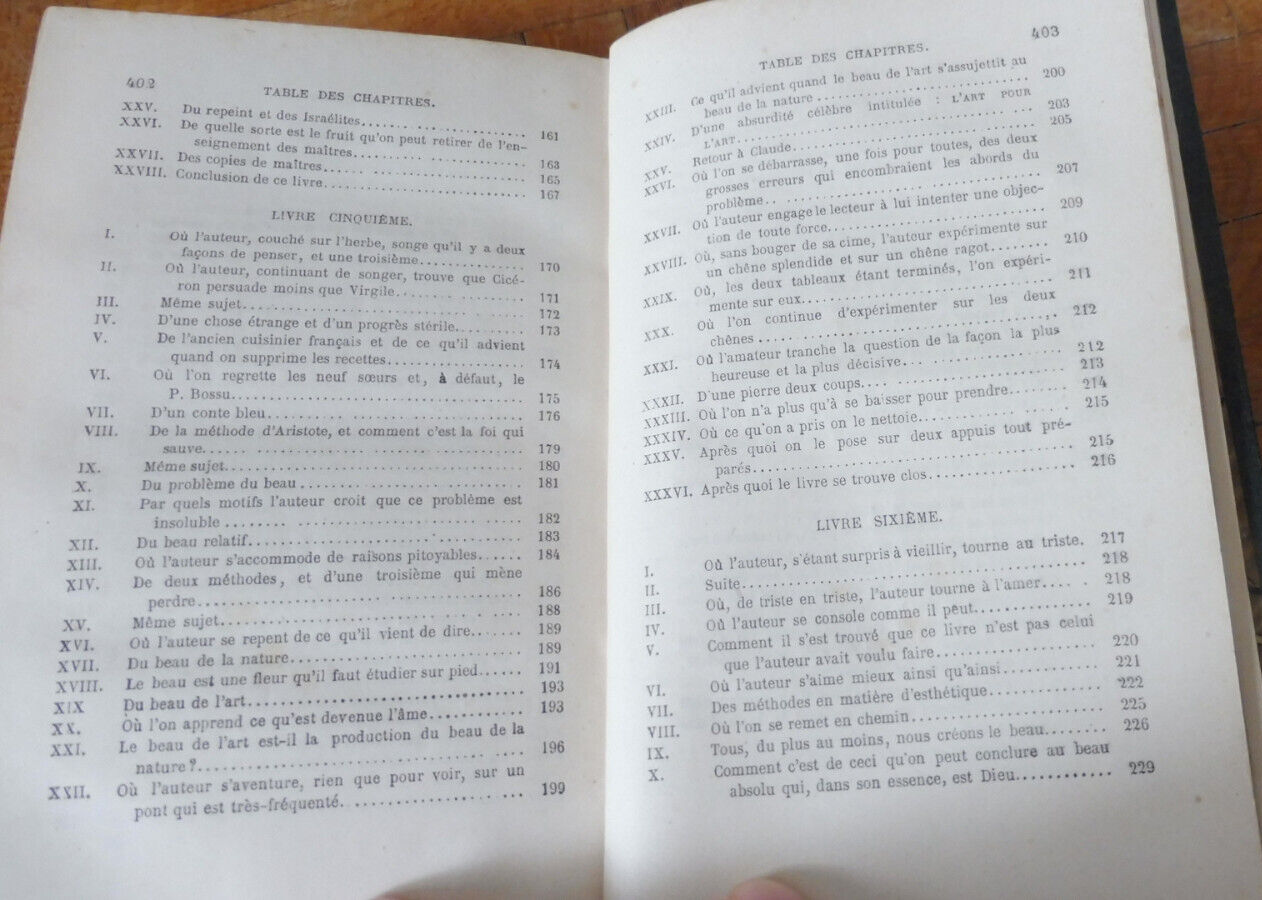 402
TABLE DES CHAPITRES.
XXV. Du repeint et des Israélites........................ 161
XXVI. De quelle sorte est le fruit qu'on peut retirer de l'en-
seignement des maîtres........................ 163
XXVII. Des copies de maîtres........................ 165
XXVIII. Conclusion de ce livre........................ 167
LIVRE CINQUIÈME.
I. Où l'auteur, couché sur l'herbe, songe qu'il y a deux
façons de penser, et une troisième............... 170
II. Où l'auteur, continuant de songer, trouve que Cicé-
ron persuade moins que Virgile.................. 171
III. Même sujet.................................... 172
IV. D'une chose étrange et d'un progrès stérile......... 173
V. De l'ancien cuisinier français et de ce qu'il advient
quand on supprime les recettes.................. 174
VI. Où l'on regrette les neuf sœurs et, à défaut, le
P. Bossu.................................... 175
VII. D'un conte bleu................................ 176
VIII. De la méthode d'Aristote, et comment c'est la foi qui
sauve....................................... 179
IX. Même sujet.................................... 180
X. Du problème du beau............................ 181
XI. Par quels motifs l'auteur croit que ce problème est
insoluble.................................... 182
XII. Du beau relatif................................ 183
XIII. Où l'auteur s'accommode de raisons pitoyables...... 184
XIV. De deux méthodes, et d'une troisième qui mène
perdre...................................... 186
XV. Même sujet.................................... 188
XVI. Où l'auteur se repent de ce qu'il vient de dire....... 189
XVII. Du beau de la nature............................ 189
XVIII. Le beau est une fleur qu'il faut étudier sur pied...... 191
XIX Du beau de l'art................................ 193
XX. Où l'on apprend ce qu'est devenue l'âme............ 193
XXI. Le beau de l'art est-il la production du beau de la
nature?..................................... 196
XXII. Où l'auteur s'aventure, rien que pour voir, sur un
pont qui est très-fréquenté..................... 199
403
TABLE DES CHAPITRES.
XXIII. Ce qu'il advient quand le beau de l'art s'assujettit au
beau de la nature............................. 200
XXIV. D'une absurdité célèbre intitulée : L'ART POUR
L'ART....................................... 203
XXV. Retour à Claude................................ 205
XXVI. Où l'on se débarrasse, une fois pour toutes, des deux
grosses erreurs qui encombraient les abords du
problème.................................... 207
XXVII. Où l'auteur engage le lecteur à lui intenter une objec-
tion de toute force........................... 209
XXVIII. Où, sans bouger de sa cime, l'auteur expérimente sur
un chêne splendide et sur un chêne ragot........ 210
XXIX. Où, les deux tableaux étant terminés, l'on expéri-
mente sur eux................................ 211
XXX. Où l'on continue d'expérimenter sur les deux
chênes...................................... 212
XXXI. Où l'amateur tranche la question de la façon la plus
heureuse et la plus décisive................... 212
XXXII. D'une pierre deux coups......................... 213
XXXIII. Où l'on n'a plus qu'à se baisser pour prendre........ 214
XXXIV. Où ce qu'on a pris on le nettoie.................. 215
XXXV. Après quoi on le pose sur deux appuis tout pré-
parés....................................... 215
XXXVI. Après quoi le livre se trouve clos................ 216
LIVRE SIXIÈME.
I. Où l'auteur, s'étant surpris à vieillir, tourne au triste. 217
II. Suite......................................... 218
III. Où, de triste en triste, l'auteur tourne à l'amer.... 218
IV. Où l'auteur se console comme il peut.............. 219
V. Comment il s'est trouvé que ce livre n'est pas celui
que l'auteur avait voulu faire.................. 220
VI. Où l'auteur s'aime mieux ainsi qu'ainsi............ 221
VII. Des méthodes en matière d'esthétique.............. 222
VIII. Où l'on se remet en chemin....................... 225
IX. Tous, du plus au moins, nous créons le beau........ 226
X. Comment c'est de ceci qu'on peut conclure au beau
absolu qui, dans son essence, est Dieu............ 229